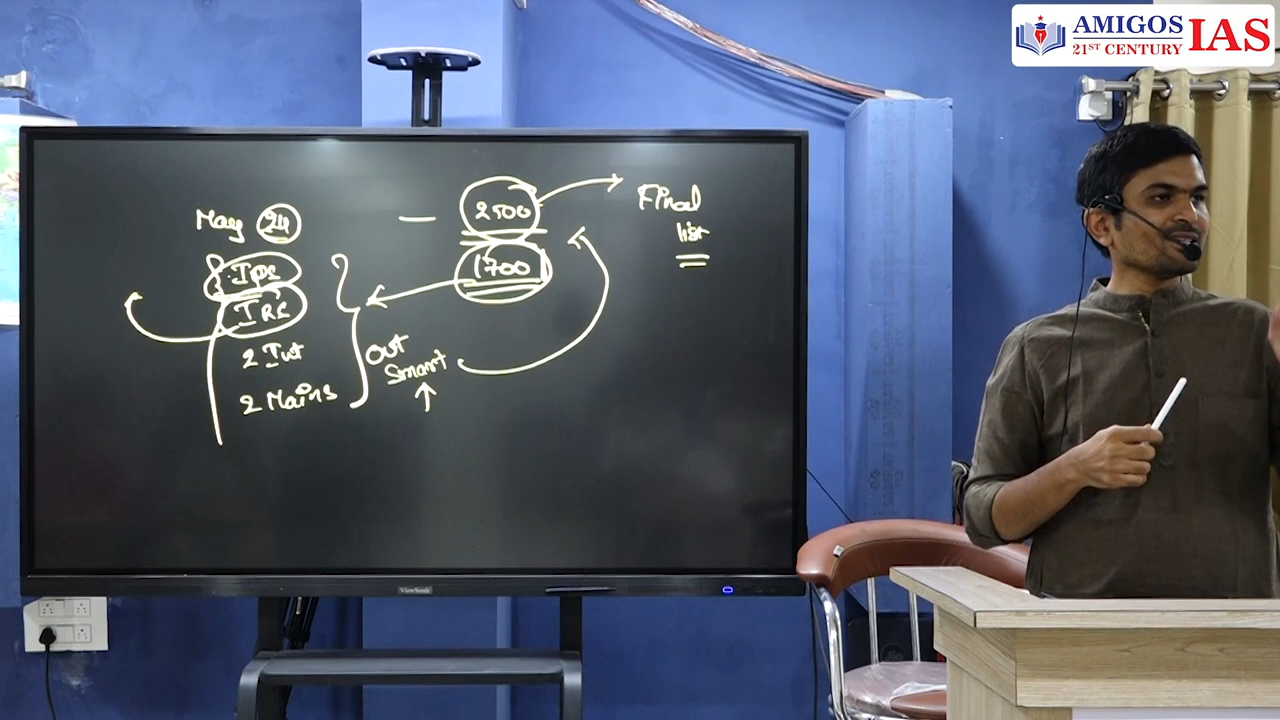 AMIGOS IAS
21ST CENTURY
May 24 — 2500 Final
list
IPS 1700
IRS
2 Int Out
2 Mains Smart
ViewSonic